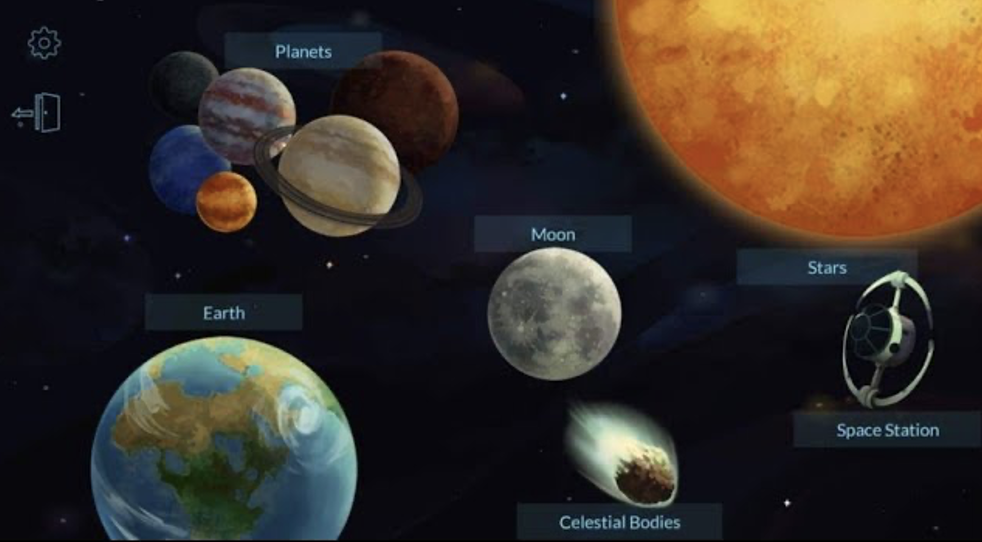 Planets
Moon
Stars
Earth
Space Station
Celestial Bodies